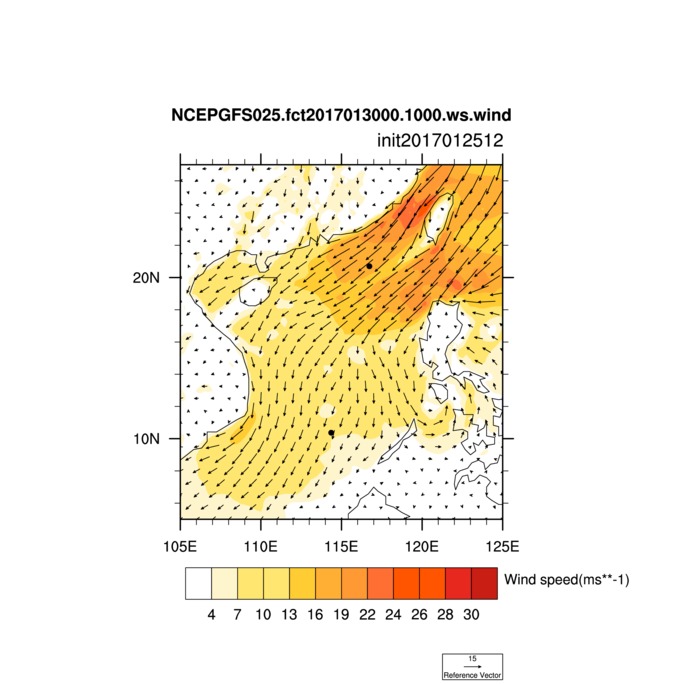 NCEPGFS025.fct2017013000.1000.ws.wind
init2017012512
20N
10N
105E 110E 115E 120E 125E
Wind speed(ms**-1)
4 7 10 13 16 19 22 24 26 28 30
15
Reference Vector